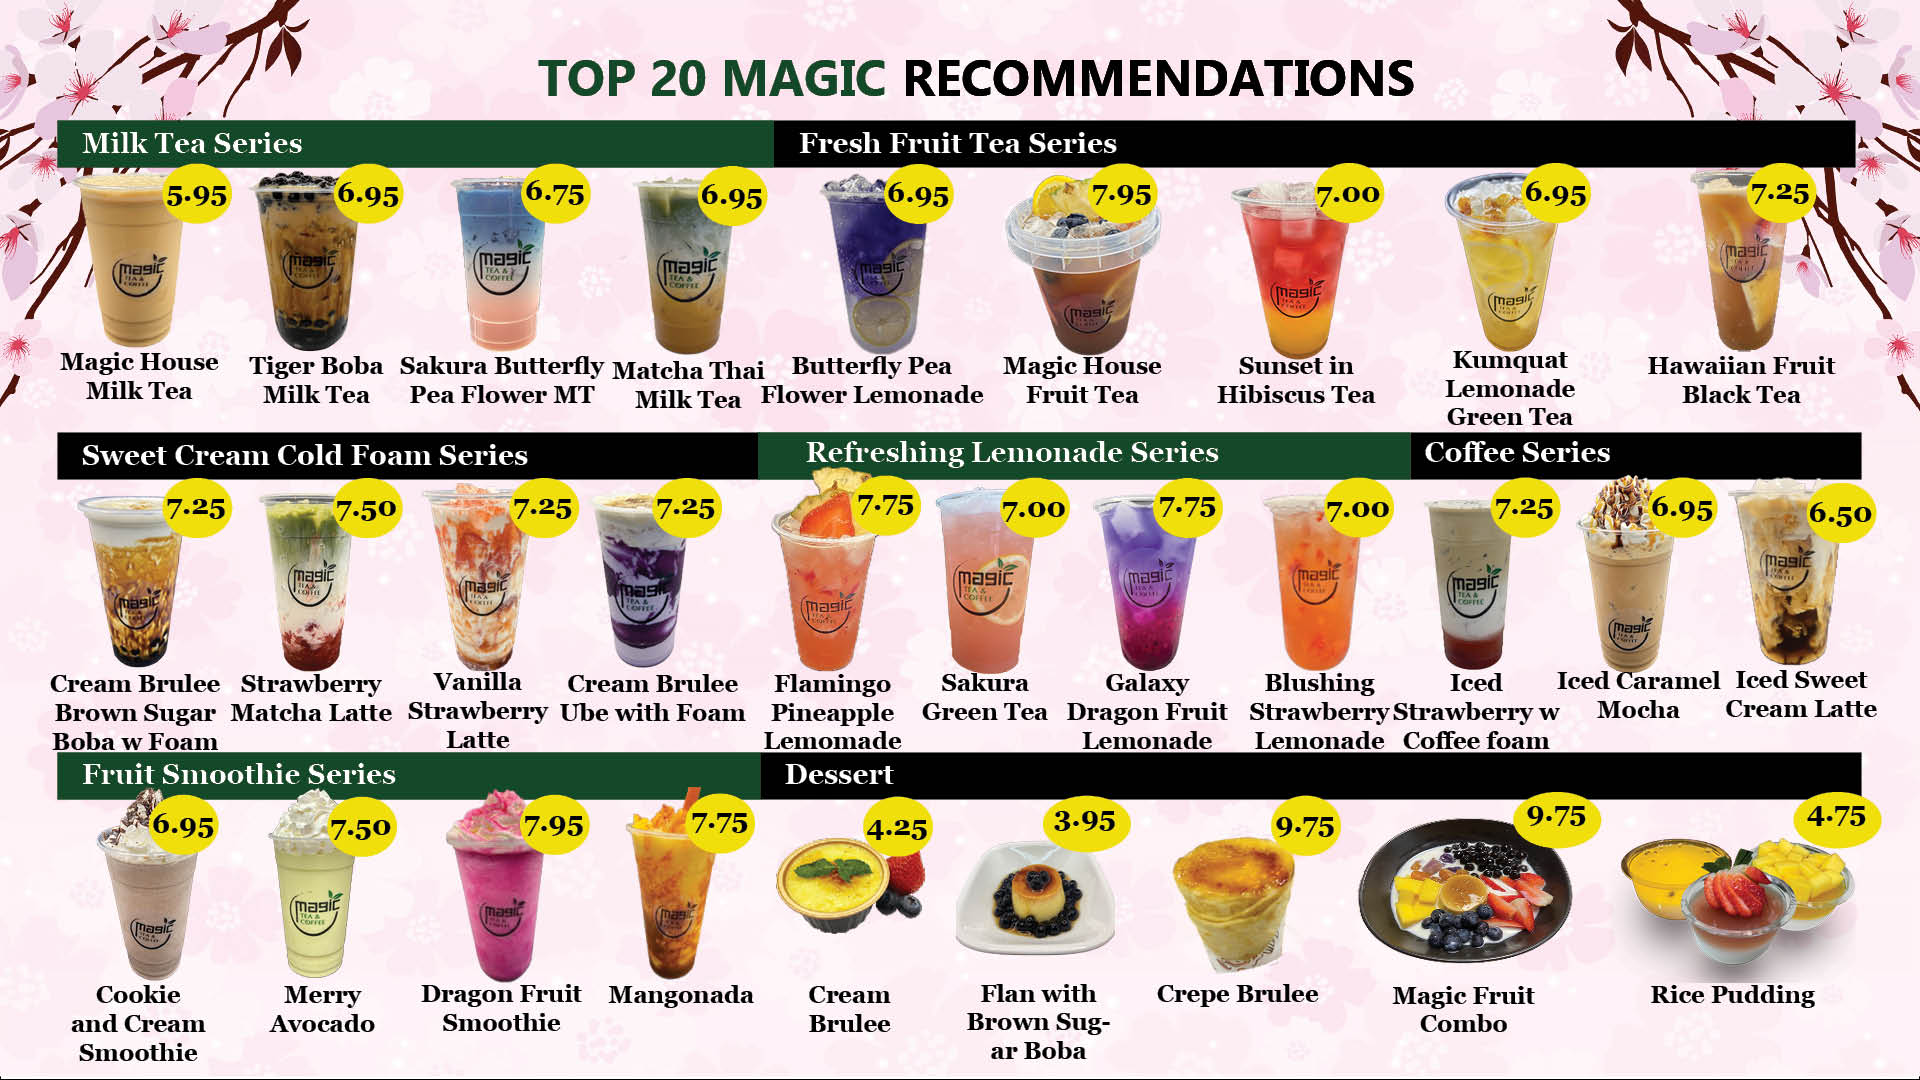 TOP 20 MAGIC RECOMMENDATIONS
Milk Tea Series
Fresh Fruit Tea Series
5.95
6.95
6.75
6.95
6.95
7.95
7.00
6.95
7.25
magic
TEA &
COFFEE
Magic House
Milk Tea
Tiger Boba
Milk Tea
Sakura Butterfly
Pea Flower MT
Matcha Thai
Milk Tea
Butterfly Pea
Flower Lemonade
Magic House
Fruit Tea
Sunset in
Hibiscus Tea
Kumquat
Lemonade
Green Tea
Hawaiian Fruit
Black Tea
Sweet Cream Cold Foam Series
Refreshing Lemonade Series
Coffee Series
7.25
7.50
7.25
7.25
7.75
7.00
7.75
7.00
7.25
6.95
6.50
Cream Brulee
Brown Sugar
Boba w Foam
Strawberry
Matcha Latte
Vanilla
Strawberry
Latte
Cream Brulee
Ube with Foam
Flamingo
Pineapple
Lemomade
Sakura
Green Tea
Galaxy
Dragon Fruit
Lemonade
Blushing
Strawberry
Lemonade
Iced
Strawberry w
Coffee foam
Iced Caramel
Mocha
Iced Sweet
Cream Latte
Fruit Smoothie Series
Dessert
6.95
7.50
7.95
7.75
4.25
3.95
9.75
9.75
4.75
Cookie
and Cream
Smoothie
Merry
Avocado
Dragon Fruit
Smoothie
Mangonada
Cream
Brulee
Flan with
Brown Sug-
ar Boba
Crepe Brulee
Magic Fruit
Combo
Rice Pudding